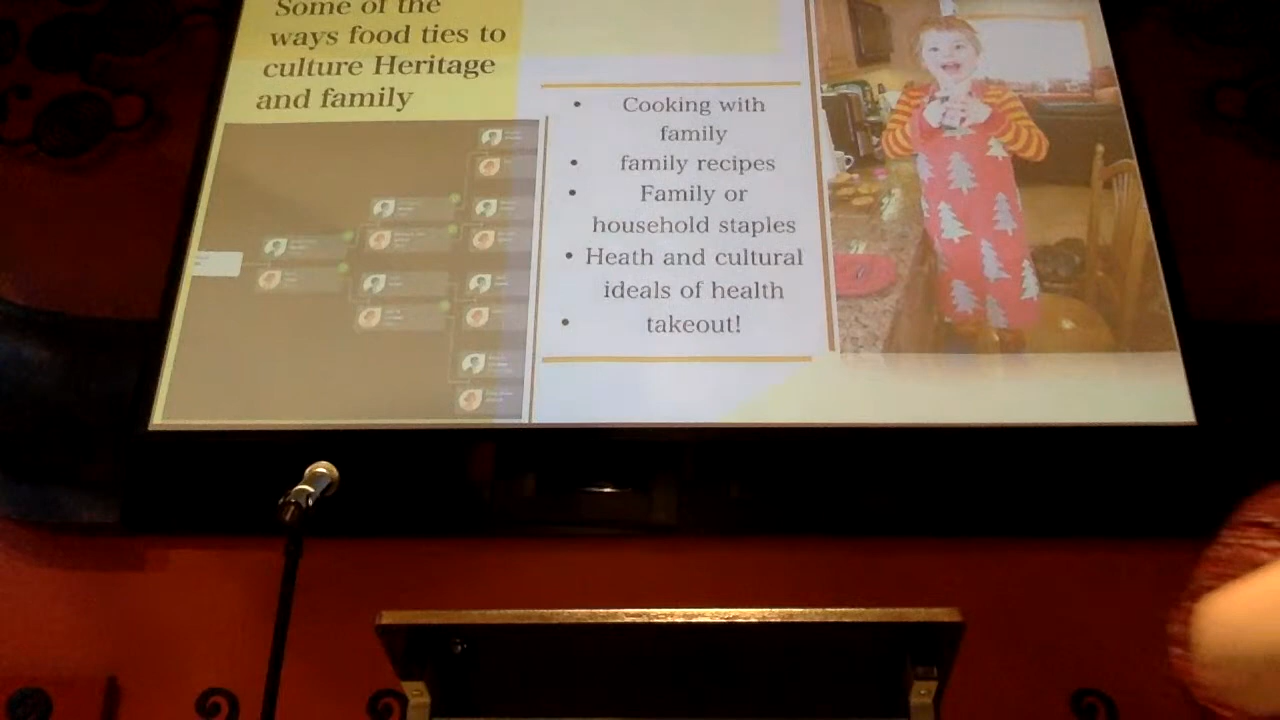 Some of the
ways food ties to
culture Heritage
and family
• Cooking with
family
• family recipes
• Family or
household staples
• Heath and cultural
ideals of health
• takeout!